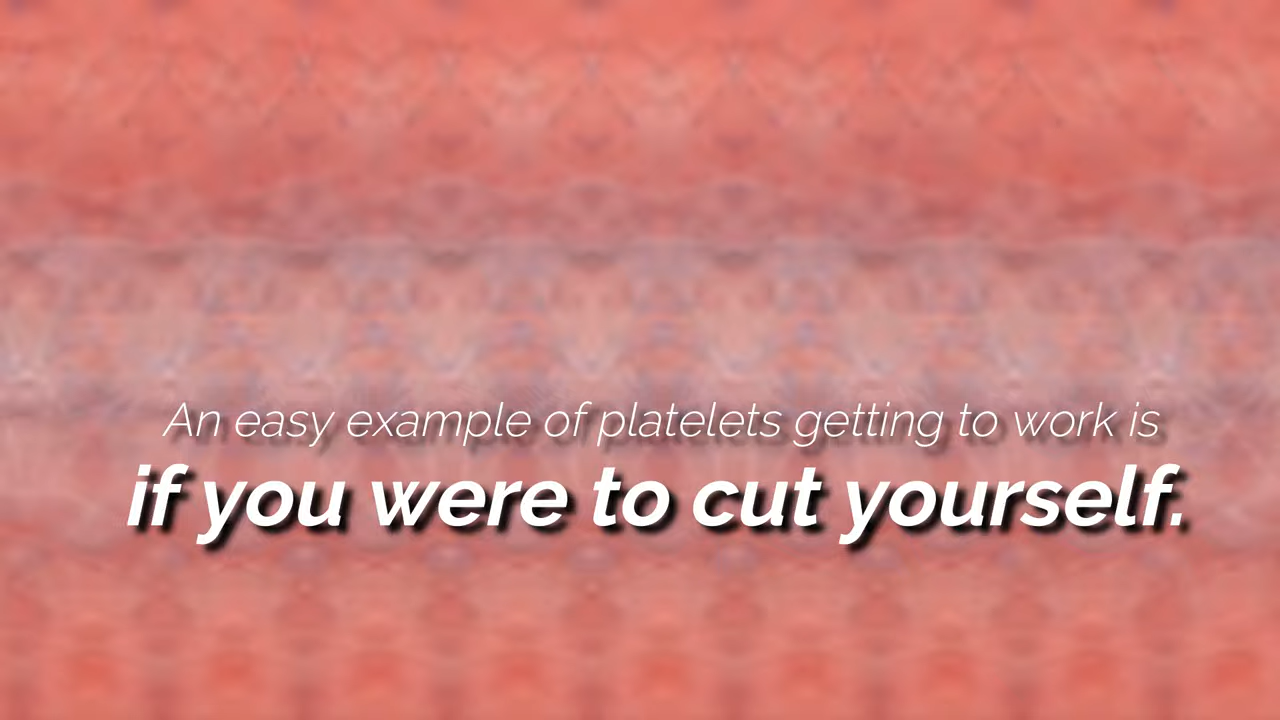 An easy example of platelets getting to work is
if you were to cut yourself.